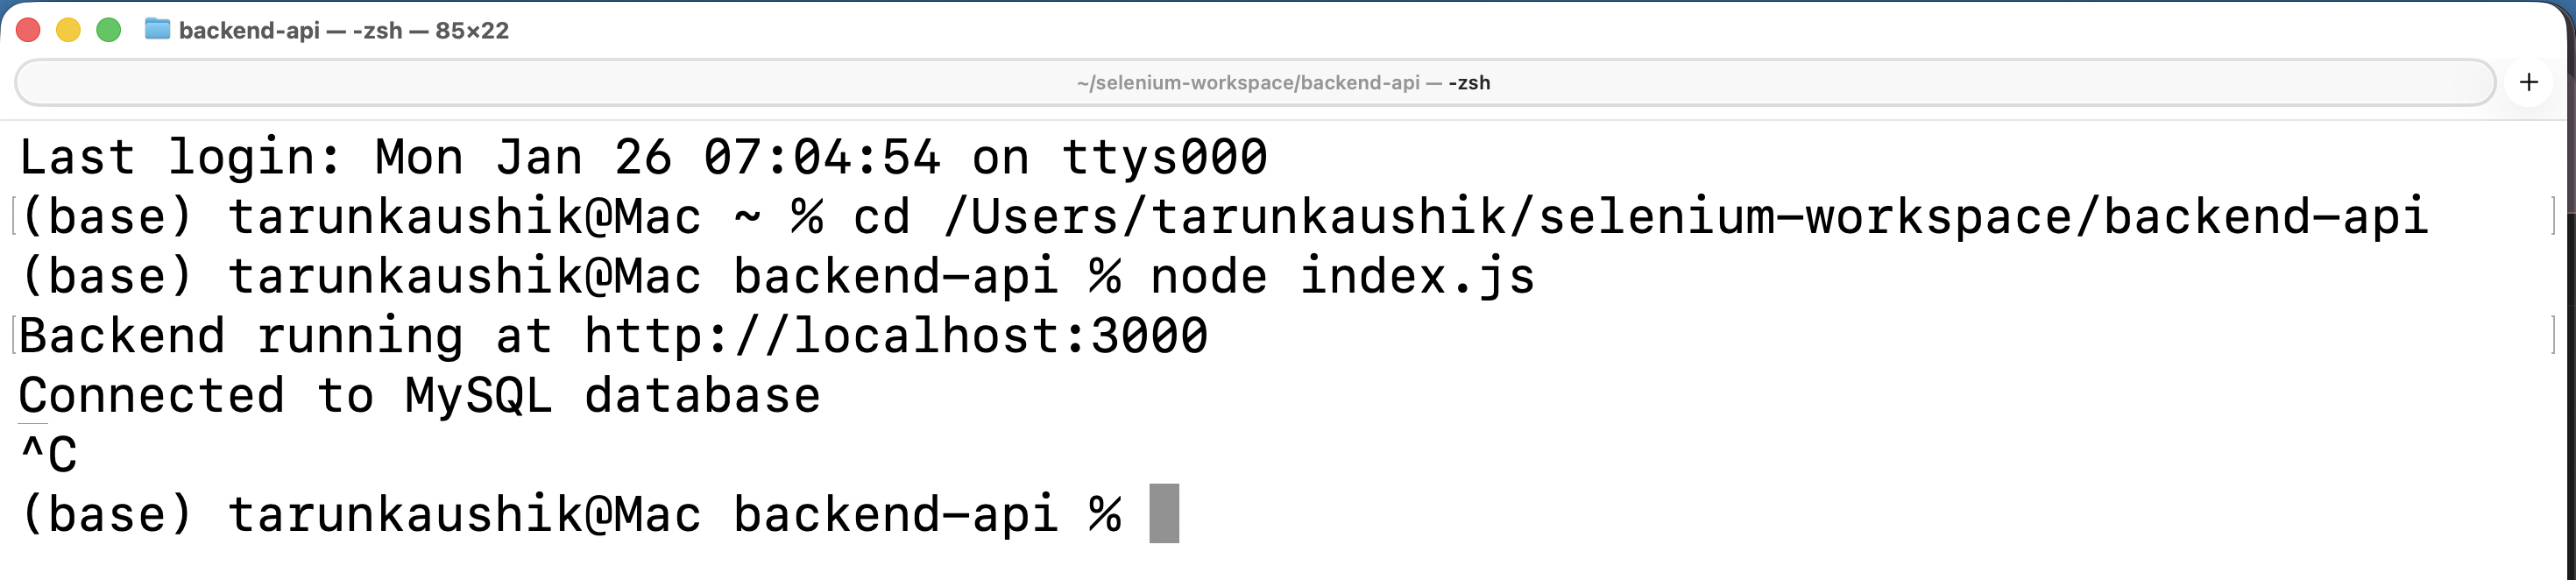 backend-api — -zsh — 85×22
~/selenium-workspace/backend-api — -zsh
+
Last login: Mon Jan 26 07:04:54 on ttys000
[(base) tarunkaushik@Mac ~ % cd /Users/tarunkaushik/selenium-workspace/backend-api ]
(base) tarunkaushik@Mac backend-api % node index.js
[Backend running at http://localhost:3000 ]
Connected to MySQL database
^C
(base) tarunkaushik@Mac backend-api %